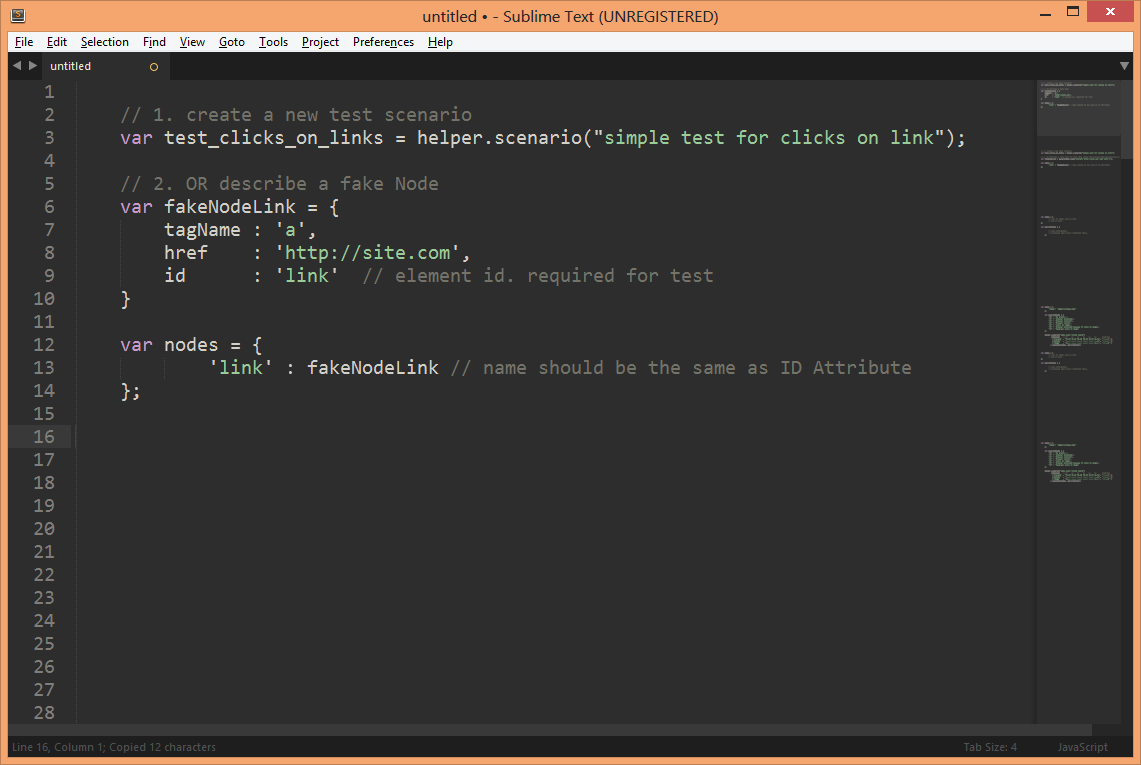 untitled • - Sublime Text (UNREGISTERED)
File Edit Selection Find View Goto Tools Project Preferences Help
untitled
1
2 // 1. create a new test scenario
3 var test_clicks_on_links = helper.scenario("simple test for clicks on link");
4
5 // 2. OR describe a fake Node
6 var fakeNodeLink = {
7 tagName : 'a',
8 href : 'http://site.com',
9 id : 'link' // element id. required for test
10 }
11
12 var nodes = {
13 'link' : fakeNodeLink // name should be the same as ID Attribute
14 };
15
16
17
18
19
20
21
22
23
24
25
26
27
28
Line 16, Column 1; Copied 12 characters Tab Size: 4 JavaScript